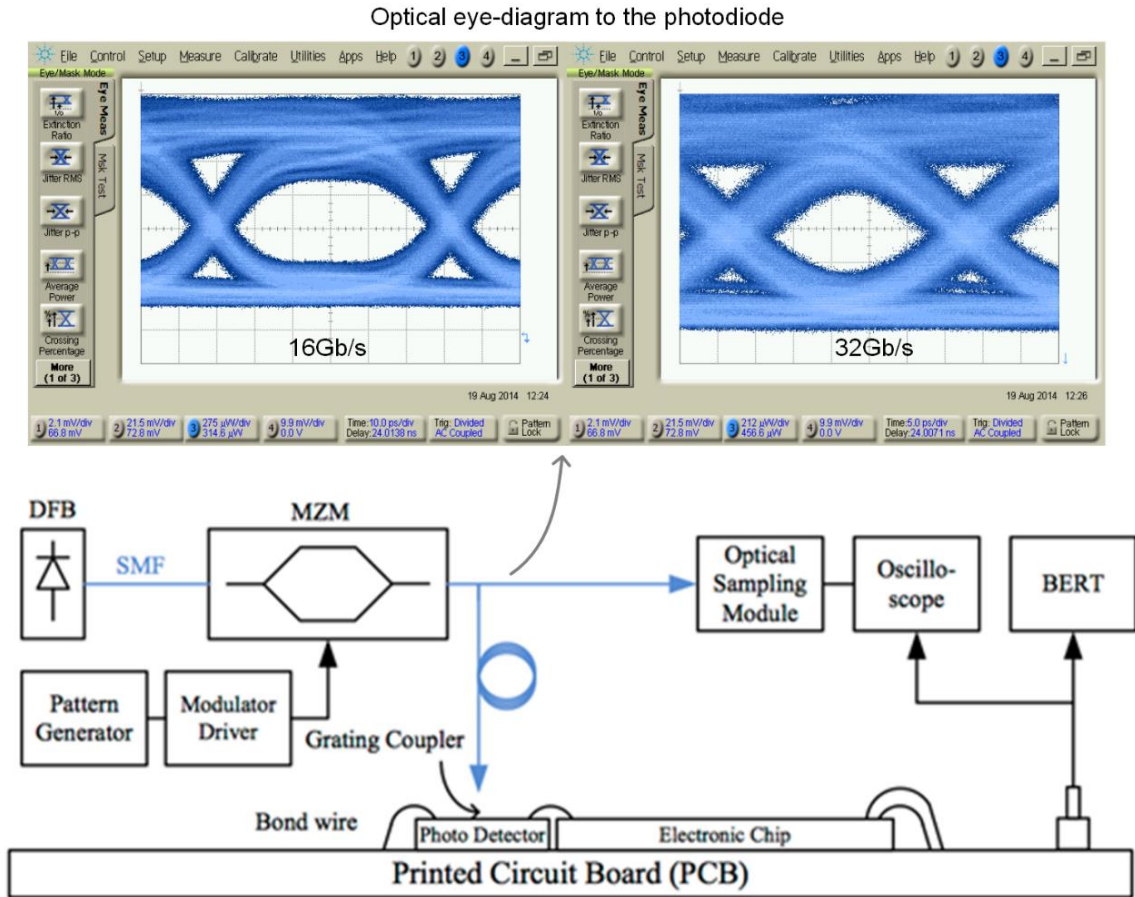 Optical eye-diagram to the photodiode
File Control Setup Measure Calibrate Utilities Apps Help 1 2 3 4
Eye/Mask Mode
Eye Meas
Msk Test
Extinction
Ratio
Jitter RMS
Jitter p-p
Average
Power
Crossing
Percentage
More
(1 of 3)
16Gb/s
19 Aug 2014 12:24
1 2.1 mV/div
66.8 mV
2 21.5 mV/div
72.8 mV
3 275 µW/div
314.6 µW
4 9.9 mV/div
0.0 V
Time:10.0 ps/div
Delay:24.0138 ns
Trig: Divided
AC Coupled
Pattern
Lock
File Control Setup Measure Calibrate Utilities Apps Help 1 2 3 4
Eye/Mask Mode
Eye Meas
Msk Test
Extinction
Ratio
Jitter RMS
Jitter p-p
Average
Power
Crossing
Percentage
More
(1 of 3)
32Gb/s
19 Aug 2014 12:26
1 2.1 mV/div
66.8 mV
2 21.5 mV/div
72.8 mV
3 212 µW/div
456.6 µW
4 9.9 mV/div
0.0 V
Time:5.0 ps/div
Delay:24.0071 ns
Trig: Divided
AC Coupled
Pattern
Lock
DFB
SMF
MZM
Optical
Sampling
Module
Oscillo-
scope
BERT
Pattern
Generator
Modulator
Driver
Grating Coupler
Bond wire
Photo Detector
Electronic Chip
Printed Circuit Board (PCB)